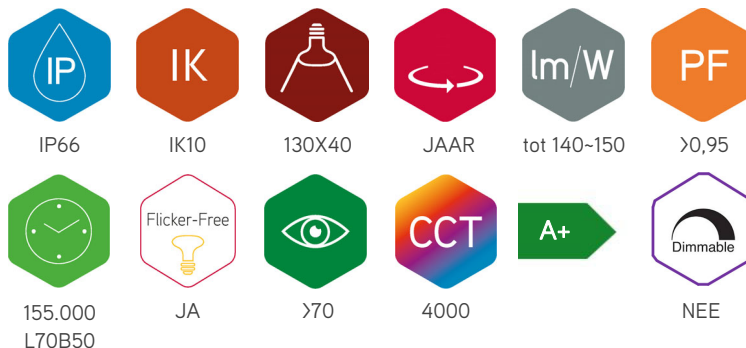 IP
IK
lm/W
PF
IP66
IK10
130X40
JAAR
tot 140~150
>0,95
Flicker-Free
CCT
A+
Dimmable
155.000
L70B50
JA
>70
4000
NEE